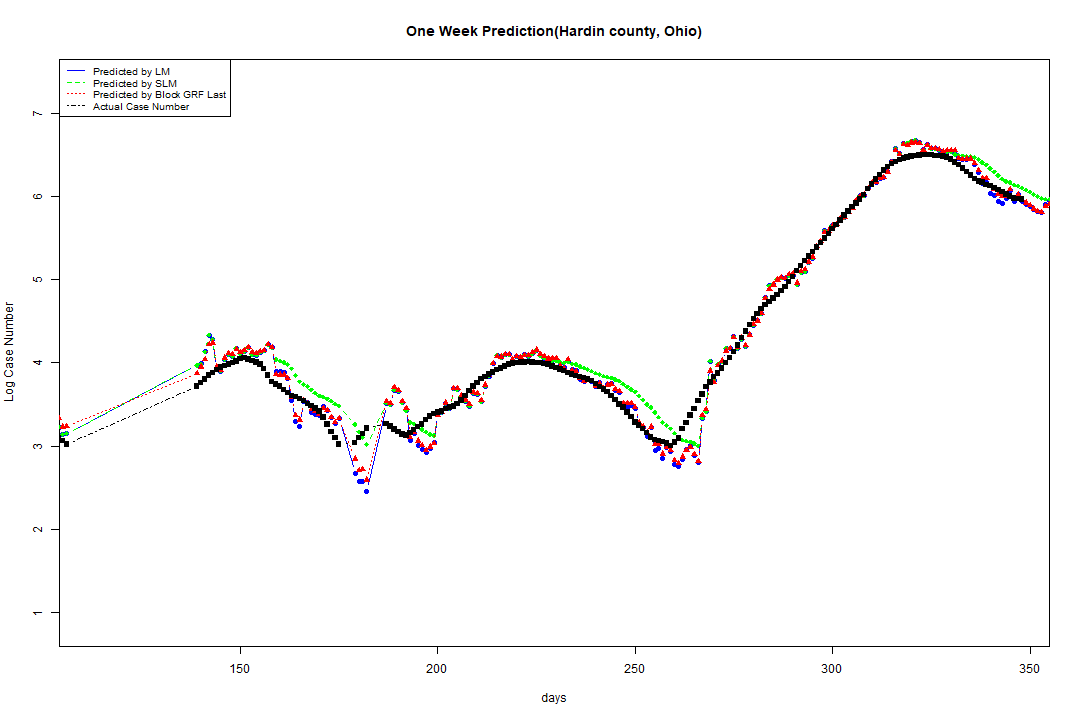 One Week Prediction(Hardin county, Ohio)
Predicted by LM
Predicted by SLM
Predicted by Block GRF Last
Actual Case Number
7
6
5
4
3
2
1
Log Case Number
150 200 250 300 350
days